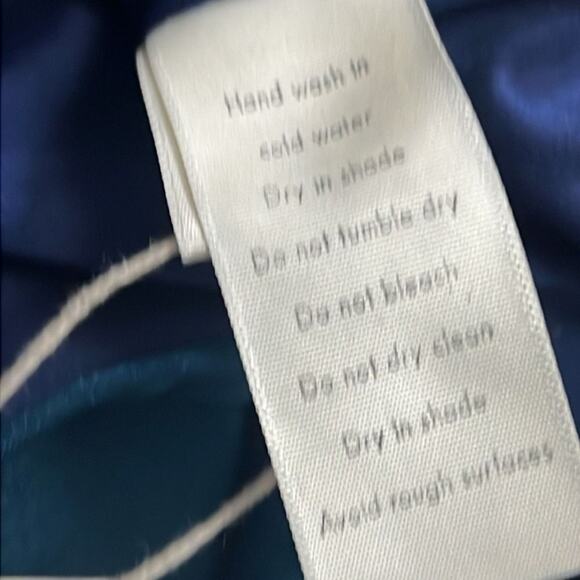 Hand wash in
cold water
Dry in shade
Do not tumble dry
Do not bleach
Do not dry clean
Dry in shade
Avoid rough surfaces